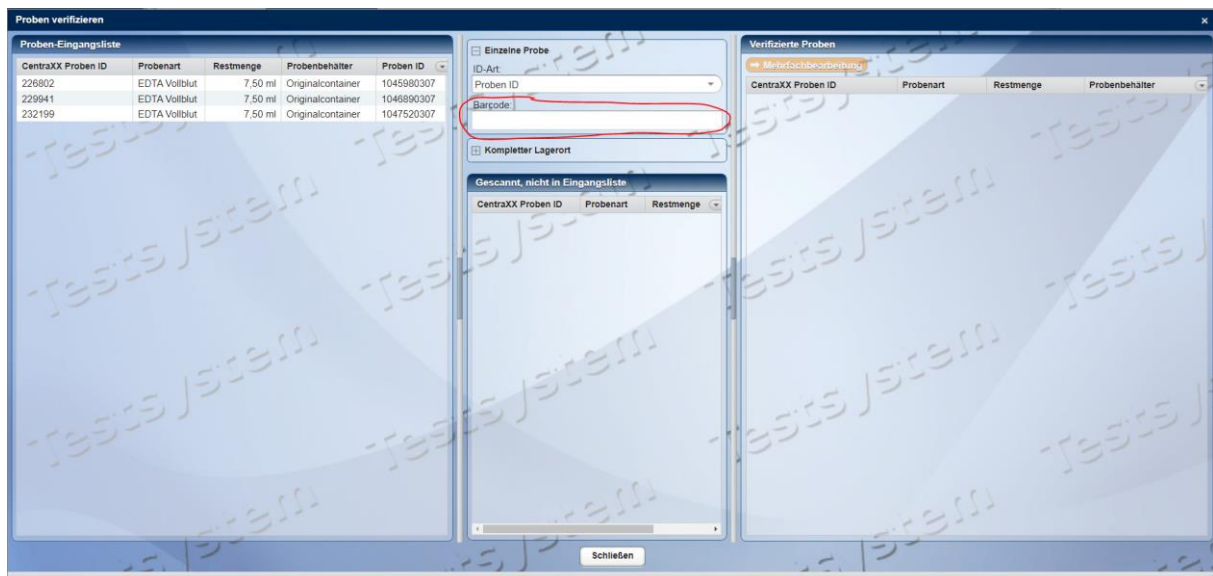 Proben verifizieren
×
Proben-Eingangsliste
CentraXX Proben ID Probenart Restmenge Probenbehälter Proben ID
226802 EDTA Vollblut 7,50 ml Originalcontainer 1045980307
229941 EDTA Vollblut 7,50 ml Originalcontainer 1046890307
232199 EDTA Vollblut 7,50 ml Originalcontainer 1047520307
Einzelne Probe
ID-Art:
Proben ID
Barcode:
Kompletter Lagerort
Gescannt, nicht in Eingangsliste
CentraXX Proben ID Probenart Restmenge
Schließen
Verifizierte Proben
Mehrfachbearbeitung
CentraXX Proben ID Probenart Restmenge Probenbehälter
Testsystem